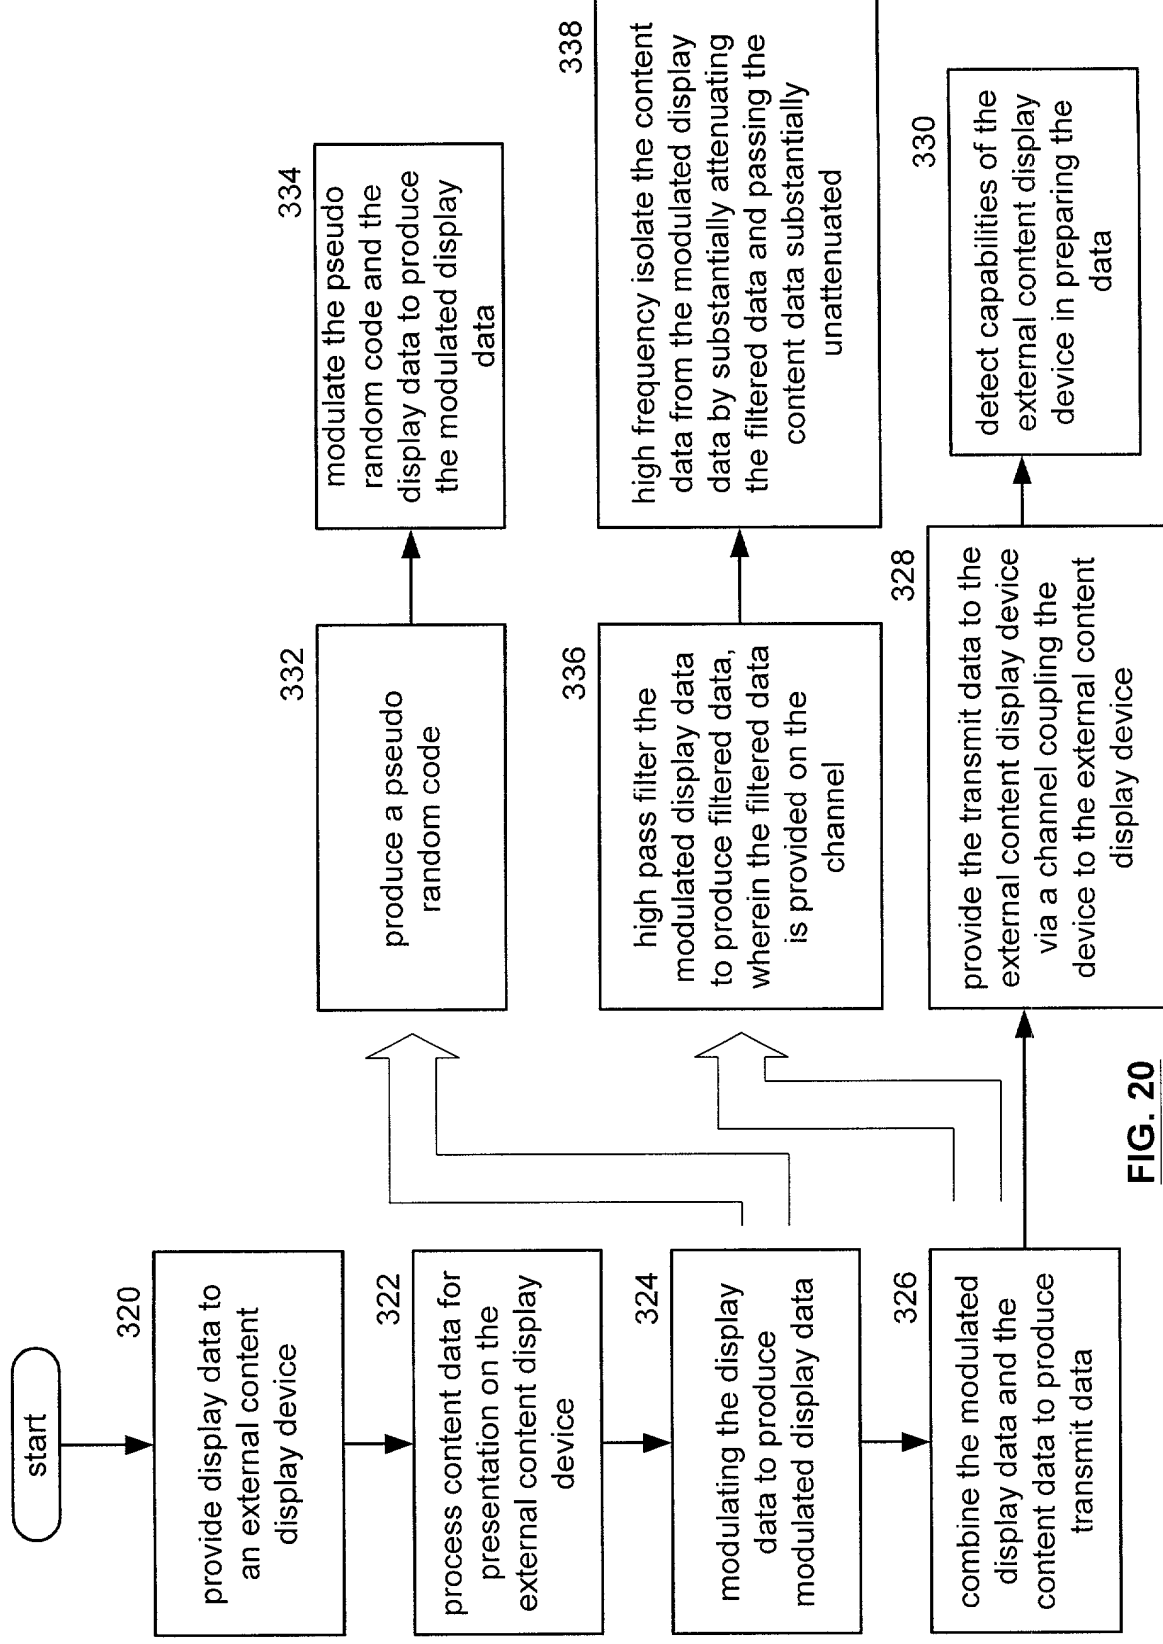 start
320
provide display data to
an external content
display device
322
process content data for
presentation on the
external content display
device
324
modulating the display
data to produce
modulated display data
326
combine the modulated
display data and the
content data to produce
transmit data
332
produce a pseudo
random code
334
modulate the pseudo
random code and the
display data to produce
the modulated display
data
336
high pass filter the
modulated display data
to produce filtered data,
wherein the filtered data
is provided on the
channel
338
high frequency isolate the content
data from the modulated display
data by substantially attenuating
the filtered data and passing the
content data substantially
unattenuated
328
provide the transmit data to the
external content display device
via a channel coupling the
device to the external content
display device
330
detect capabilities of the
external content display
device in preparing the
data
FIG. 20